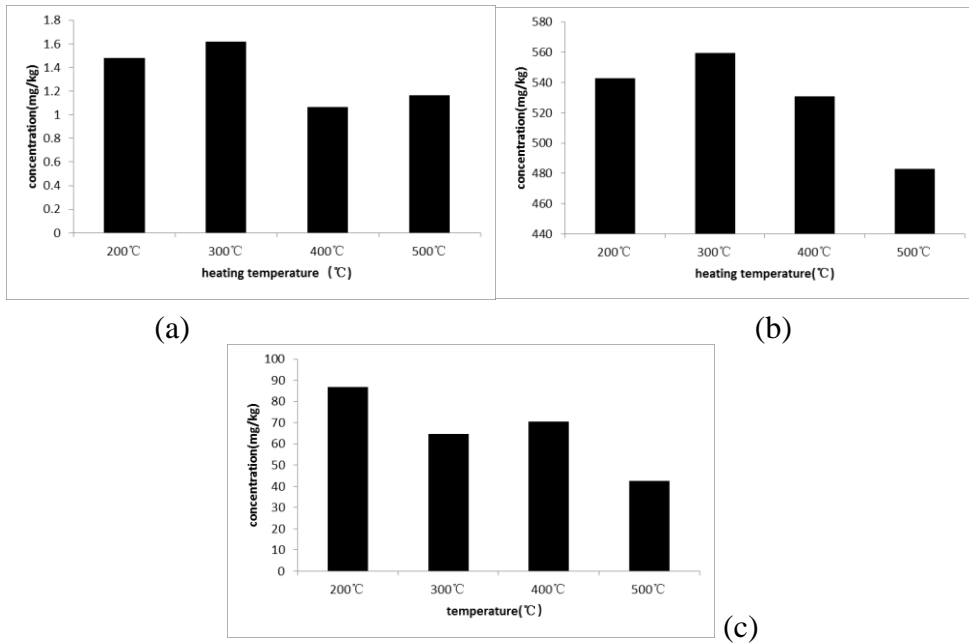 1.8
1.6
1.4
1.2
1
0.8
0.6
0.4
0.2
0
concentration(mg/kg)
200℃ 300℃ 400℃ 500℃
heating temperature (℃)
(a)
580
560
540
520
500
480
460
440
concentration(mg/kg)
200℃ 300℃ 400℃ 500℃
heating temperature(℃)
(b)
100
90
80
70
60
50
40
30
20
10
0
concentration(mg/kg)
200℃ 300℃ 400℃ 500℃
temperature(℃)
(c)